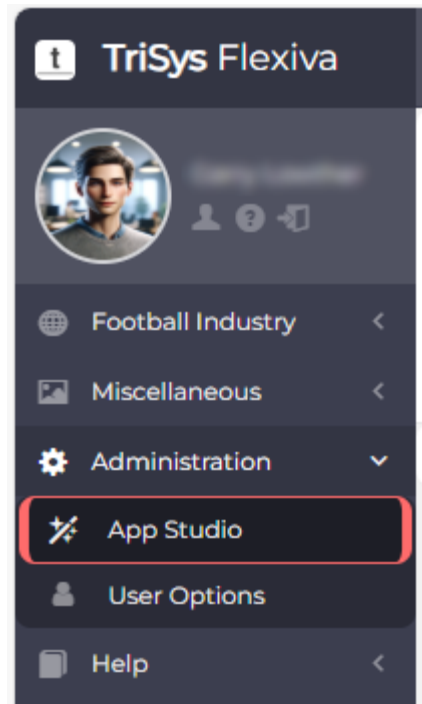 t TriSys Flexiva
Football Industry
Miscellaneous
Administration
App Studio
User Options
Help